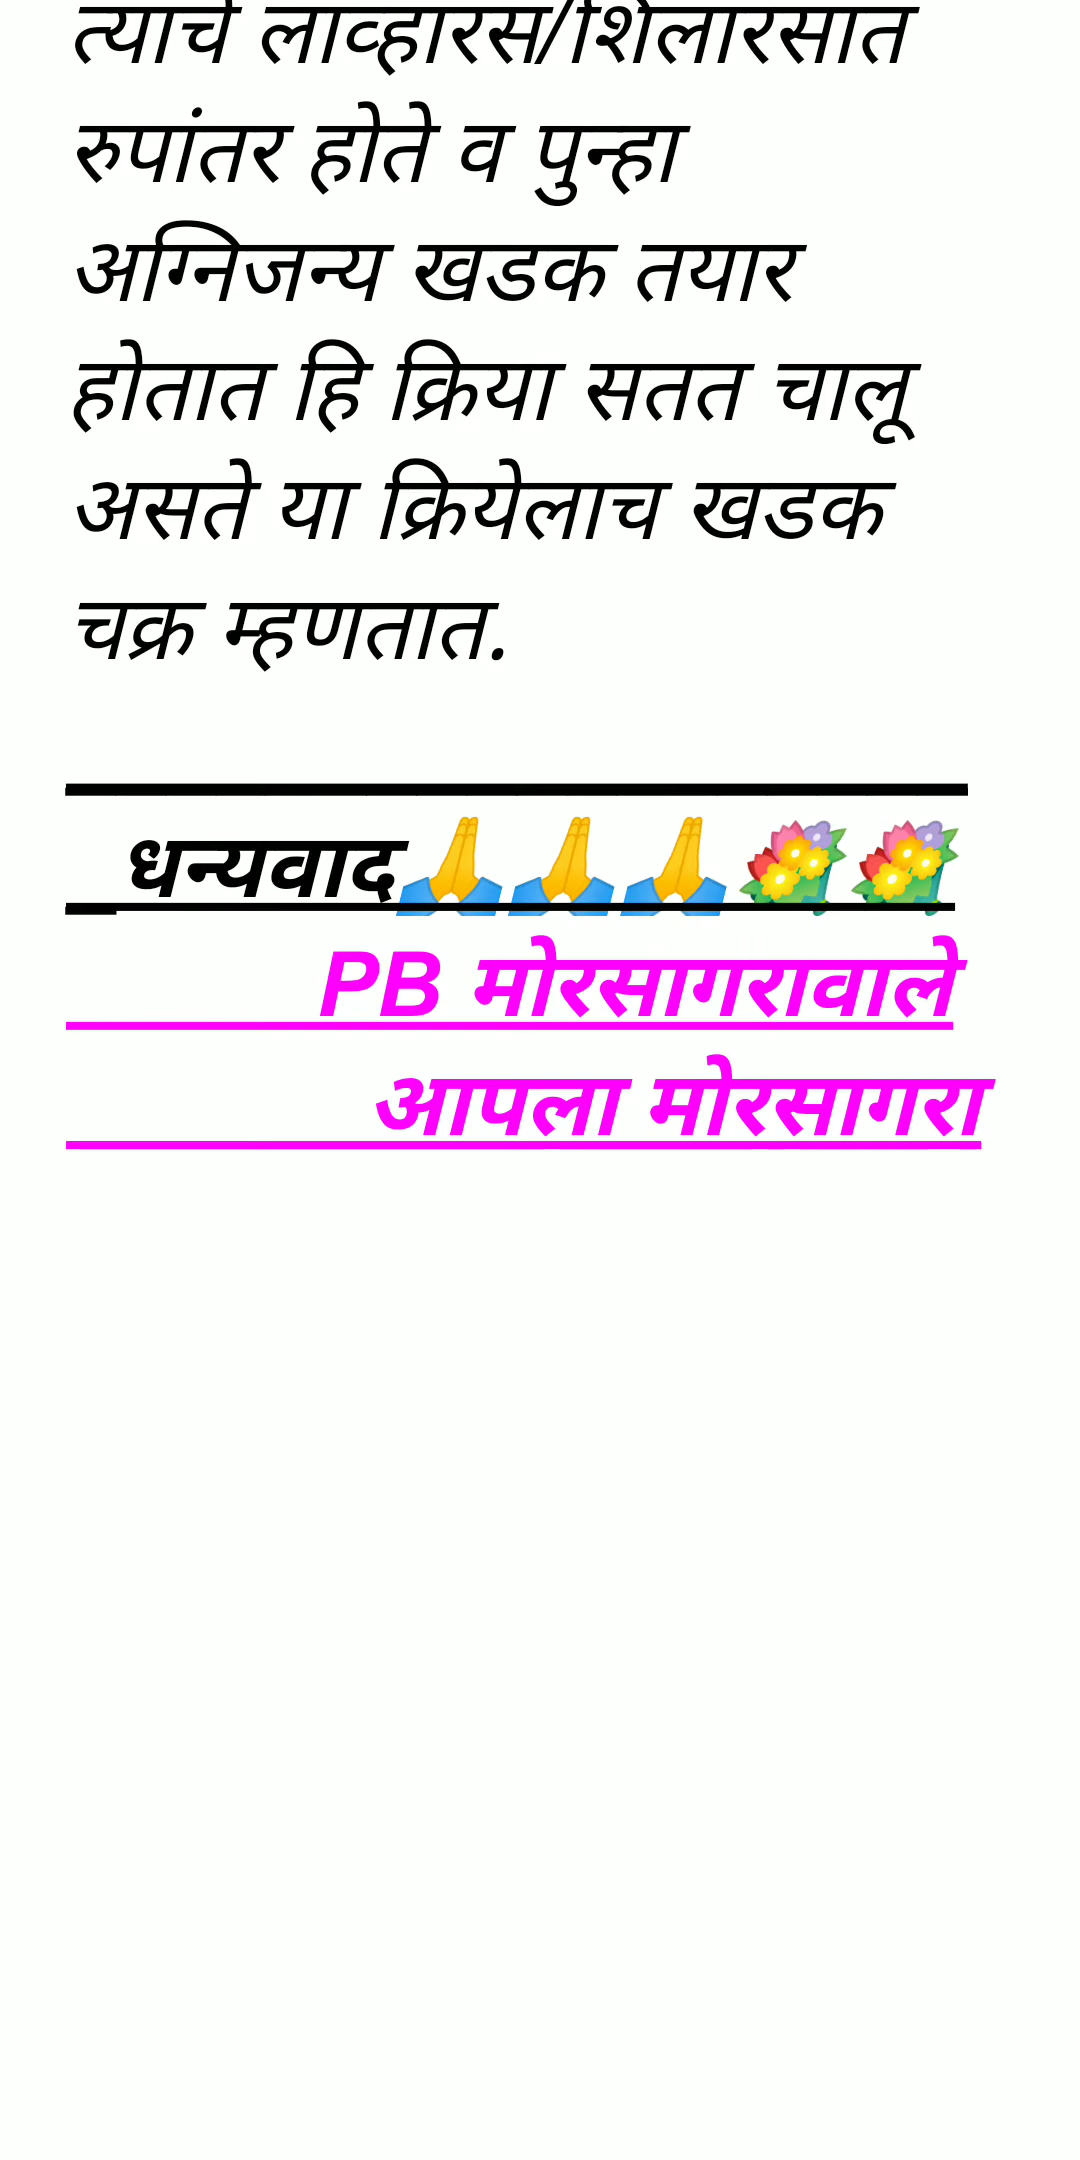 त्याचे लाव्हारस/शिलारसात
रुपांतर होते व पुन्हा
अग्निजन्य खडक तयार
होतात हि क्रिया सतत चालू
असते या क्रियेलाच खडक
चक्र म्हणतात.
धन्यवाद🙏🙏🙏💐💐
PB मोरसागरावाले
आपला मोरसागरा